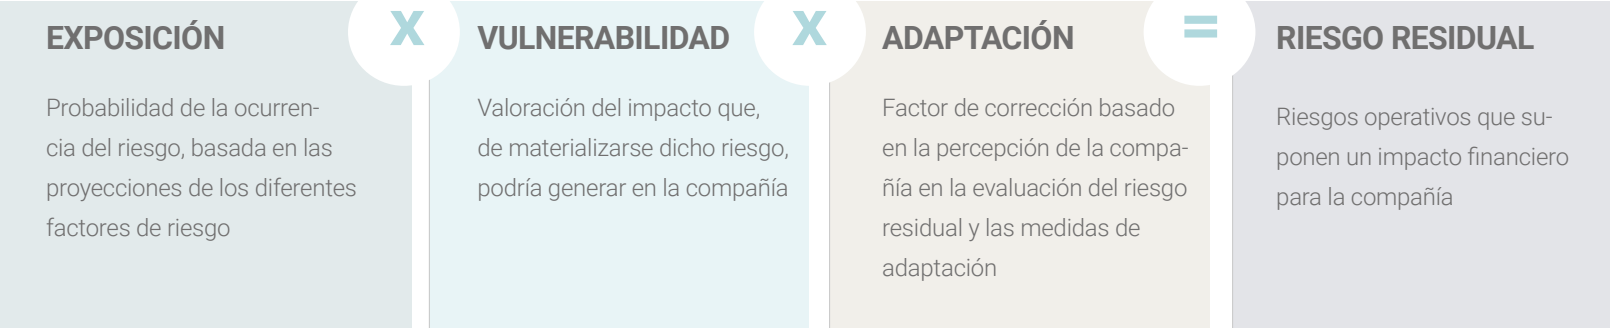 EXPOSICIÓN
Probabilidad de la ocurren-
cia del riesgo, basada en las
proyecciones de los diferentes
factores de riesgo
x
VULNERABILIDAD
Valoración del impacto que,
de materializarse dicho riesgo,
podría generar en la compañía
x
ADAPTACIÓN
Factor de corrección basado
en la percepción de la compa-
ñía en la evaluación del riesgo
residual y las medidas de
adaptación
=
RIESGO RESIDUAL
Riesgos operativos que su-
ponen un impacto financiero
para la compañía